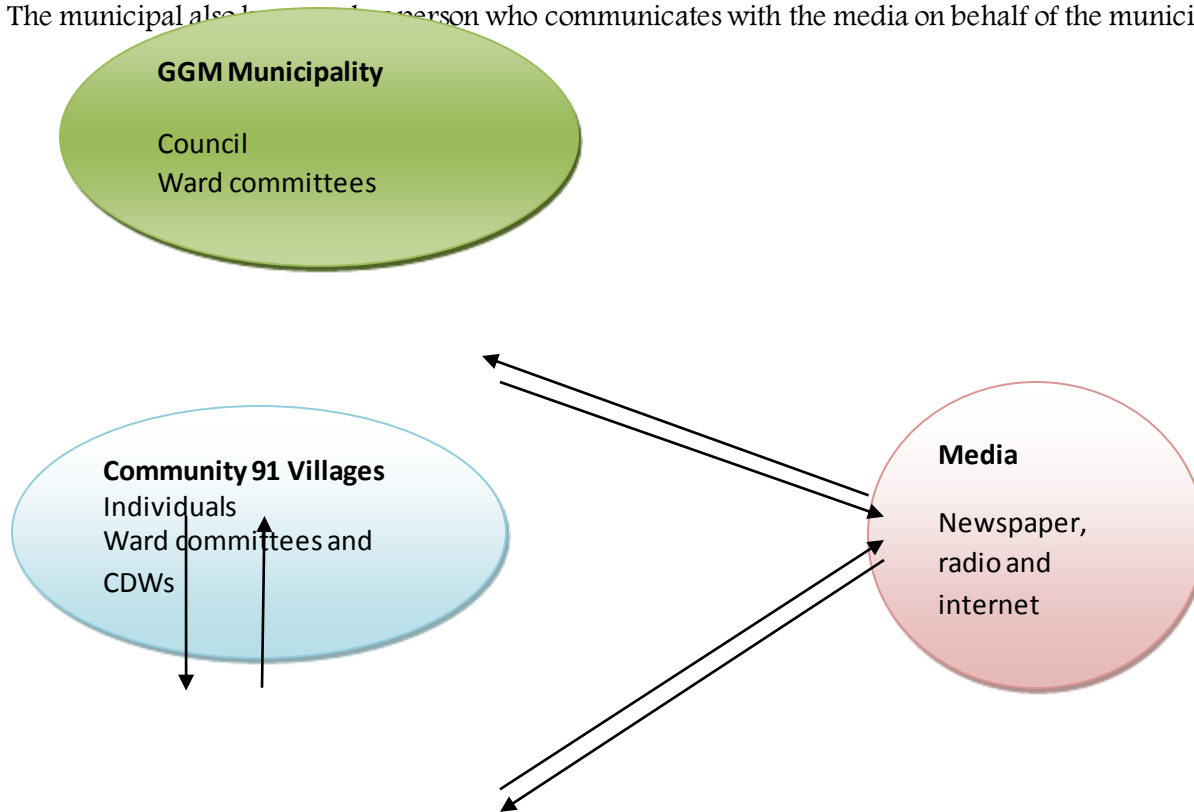 The municipal also person who communicates with the media on behalf of the munici
GGM Municipality
Council
Ward committees
Community 91 Villages
Individuals
Ward committees and
CDWs
Media
Newspaper,
radio and
internet